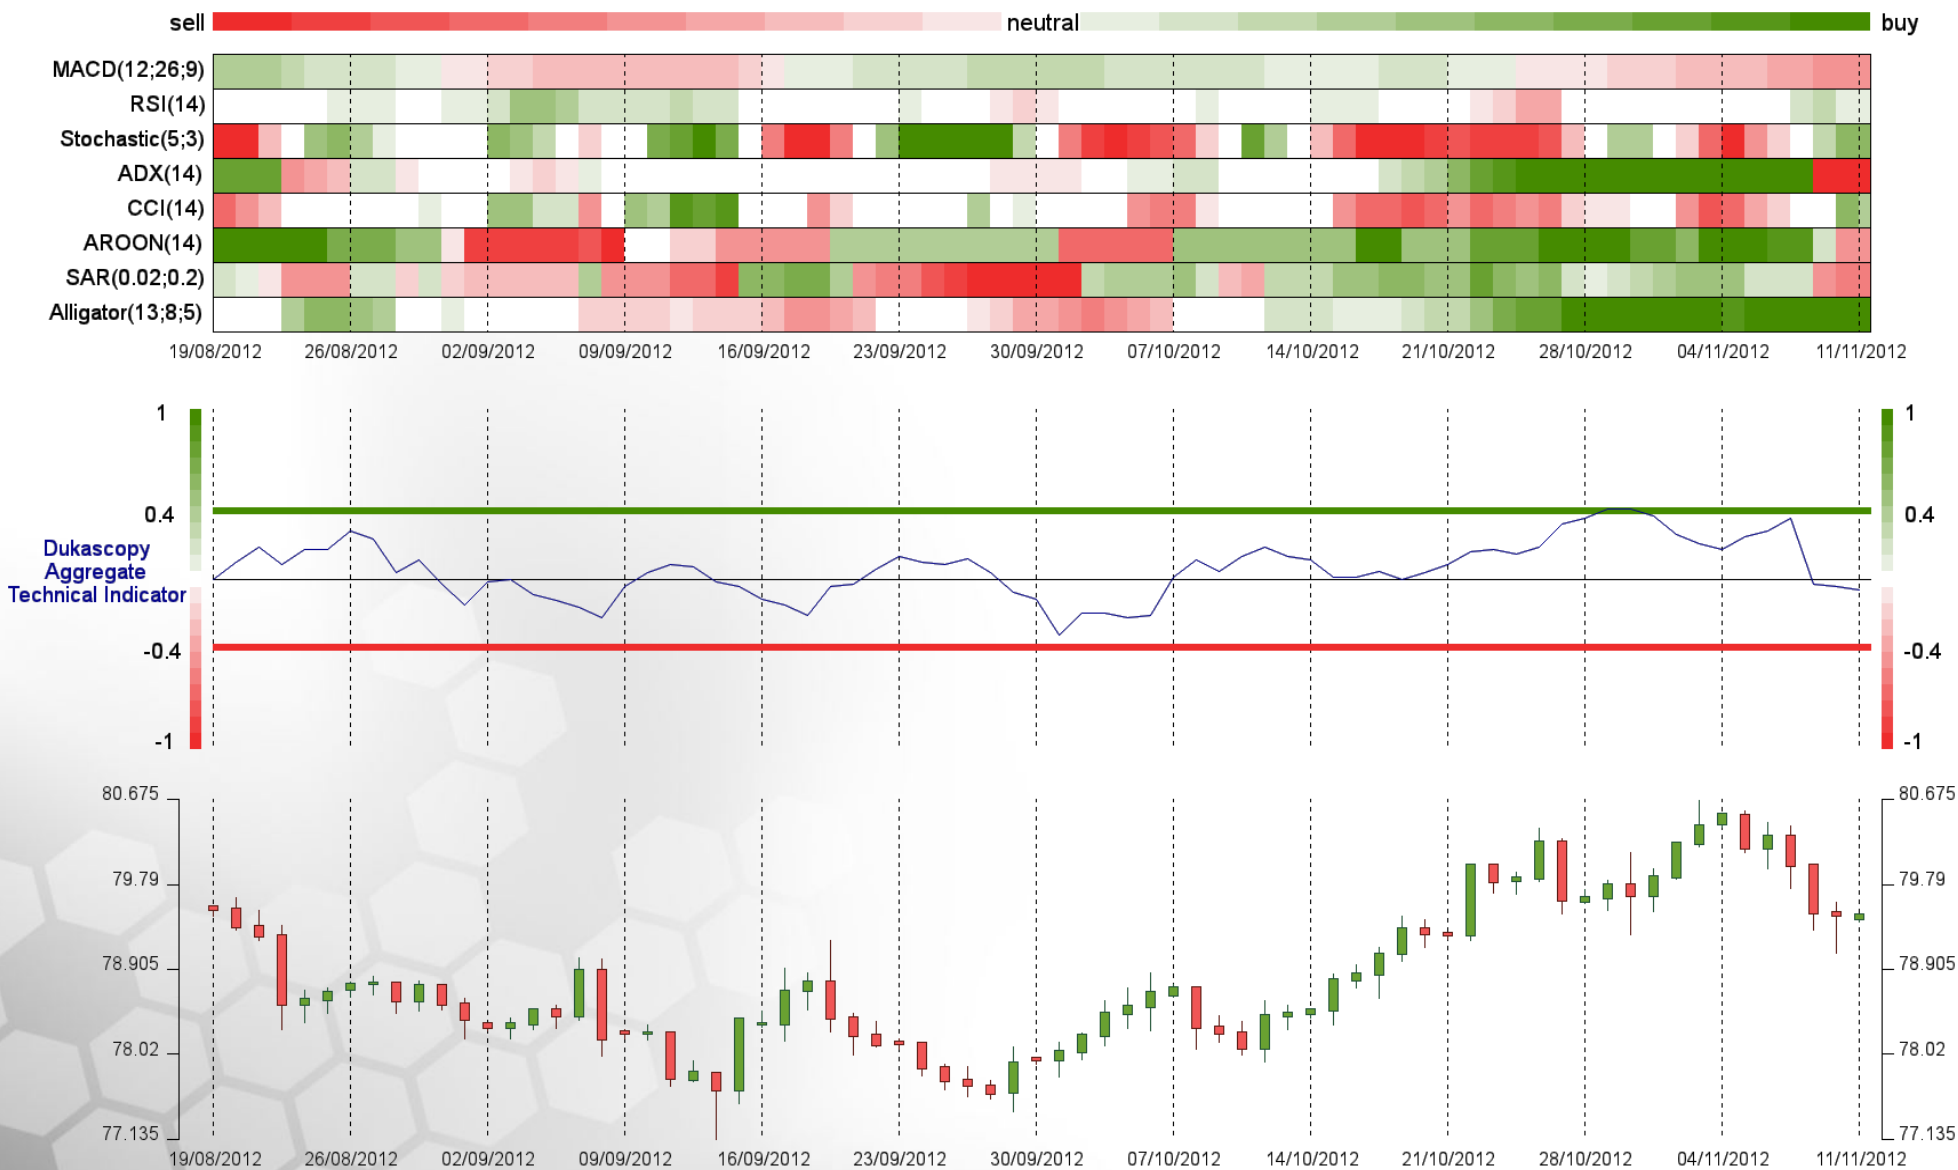 sell neutral buy
MACD(12;26;9)
RSI(14)
Stochastic(5;3)
ADX(14)
CCI(14)
AROON(14)
SAR(0.02;0.2)
Alligator(13;8;5)
19/08/2012 26/08/2012 02/09/2012 09/09/2012 16/09/2012 23/09/2012 30/09/2012 07/10/2012 14/10/2012 21/10/2012 28/10/2012 04/11/2012 11/11/2012
1 1
0.4 0.4
Dukascopy
Aggregate
Technical Indicator
-0.4 -0.4
-1 -1
80.675 80.675
79.79 79.79
78.905 78.905
78.02 78.02
77.135 77.135
19/08/2012 26/08/2012 02/09/2012 09/09/2012 16/09/2012 23/09/2012 30/09/2012 07/10/2012 14/10/2012 21/10/2012 28/10/2012 04/11/2012 11/11/2012